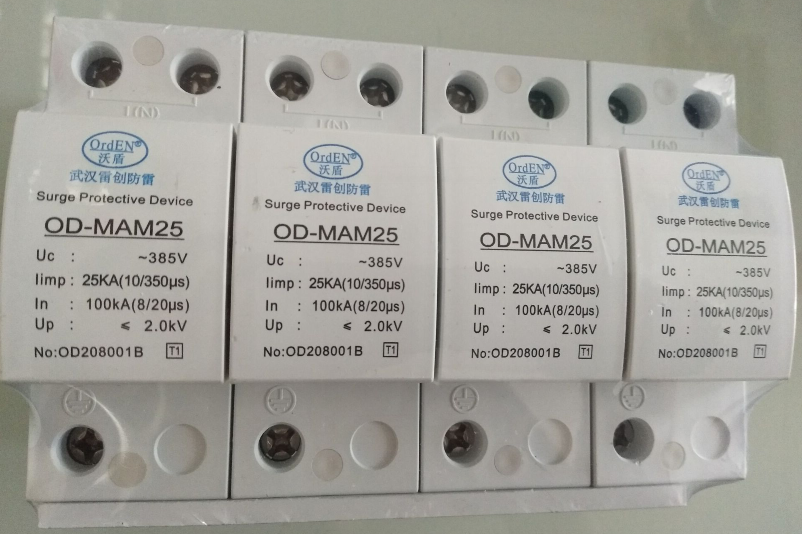 L(N)
L(N)
L(N)
L(N)
OrdEN®
沃盾
武汉雷创防雷
Surge Protective Device
OD-MAM25
Uc : ~385V
Iimp : 25KA(10/350µs)
In : 100kA(8/20µs)
Up : ≤ 2.0kV
No:OD208001B T1
OrdEN®
沃盾
武汉雷创防雷
Surge Protective Device
OD-MAM25
Uc : ~385V
Iimp : 25KA(10/350µs)
In : 100kA(8/20µs)
Up : ≤ 2.0kV
No:OD208001B T1
OrdEN®
沃盾
武汉雷创防雷
Surge Protective Device
OD-MAM25
Uc : ~385V
Iimp : 25KA(10/350µs)
In : 100kA(8/20µs)
Up : ≤ 2.0kV
No:OD208001B T1
OrdEN®
沃盾
武汉雷创防雷
Surge Protective Device
OD-MAM25
Uc : ~385V
Iimp : 25KA(10/350µs)
In : 100kA(8/20µs)
Up : ≤ 2.0kV
No:OD208001B T1